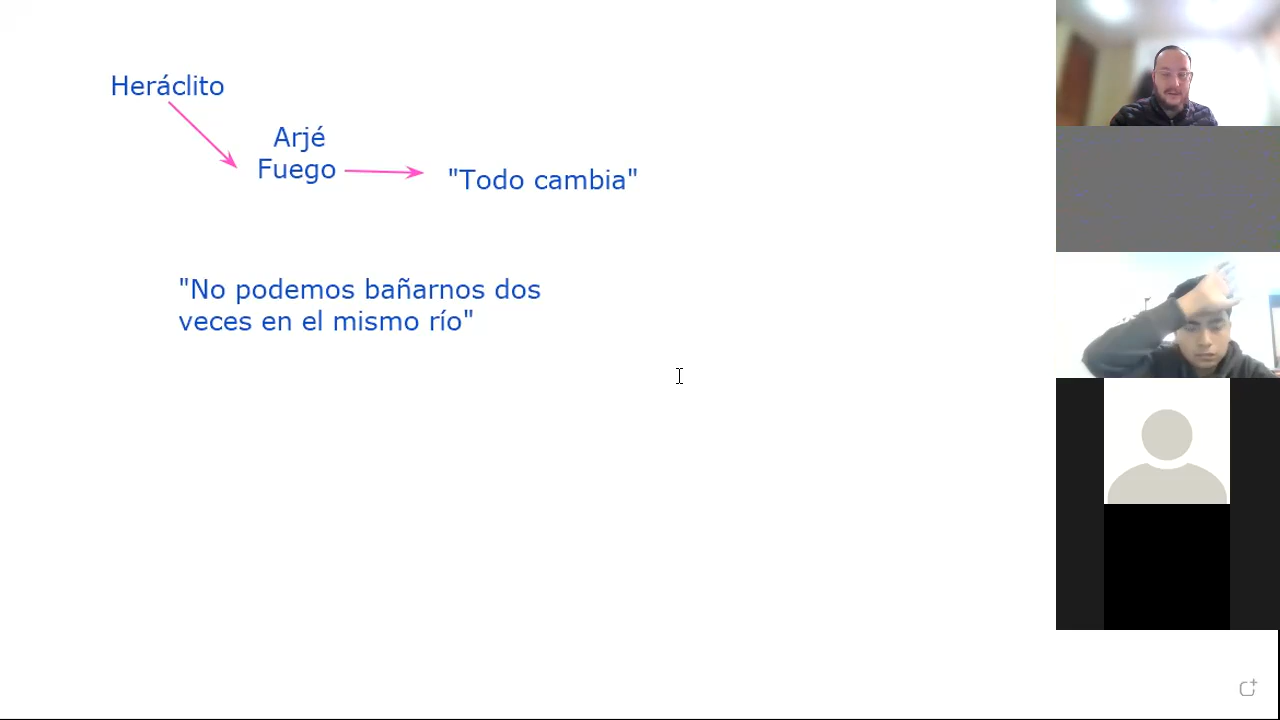 Heráclito
Arjé
Fuego
"Todo cambia"
"No podemos bañarnos dos
veces en el mismo río"